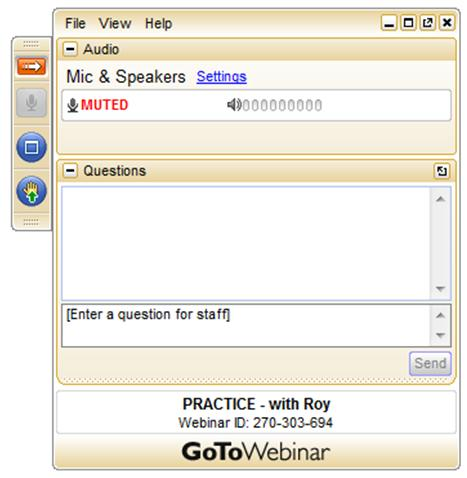 File View Help
Audio
Mic & Speakers Settings
MUTED 000000000
Questions
[Enter a question for staff]
Send
PRACTICE - with Roy
Webinar ID: 270-303-694
GoToWebinar